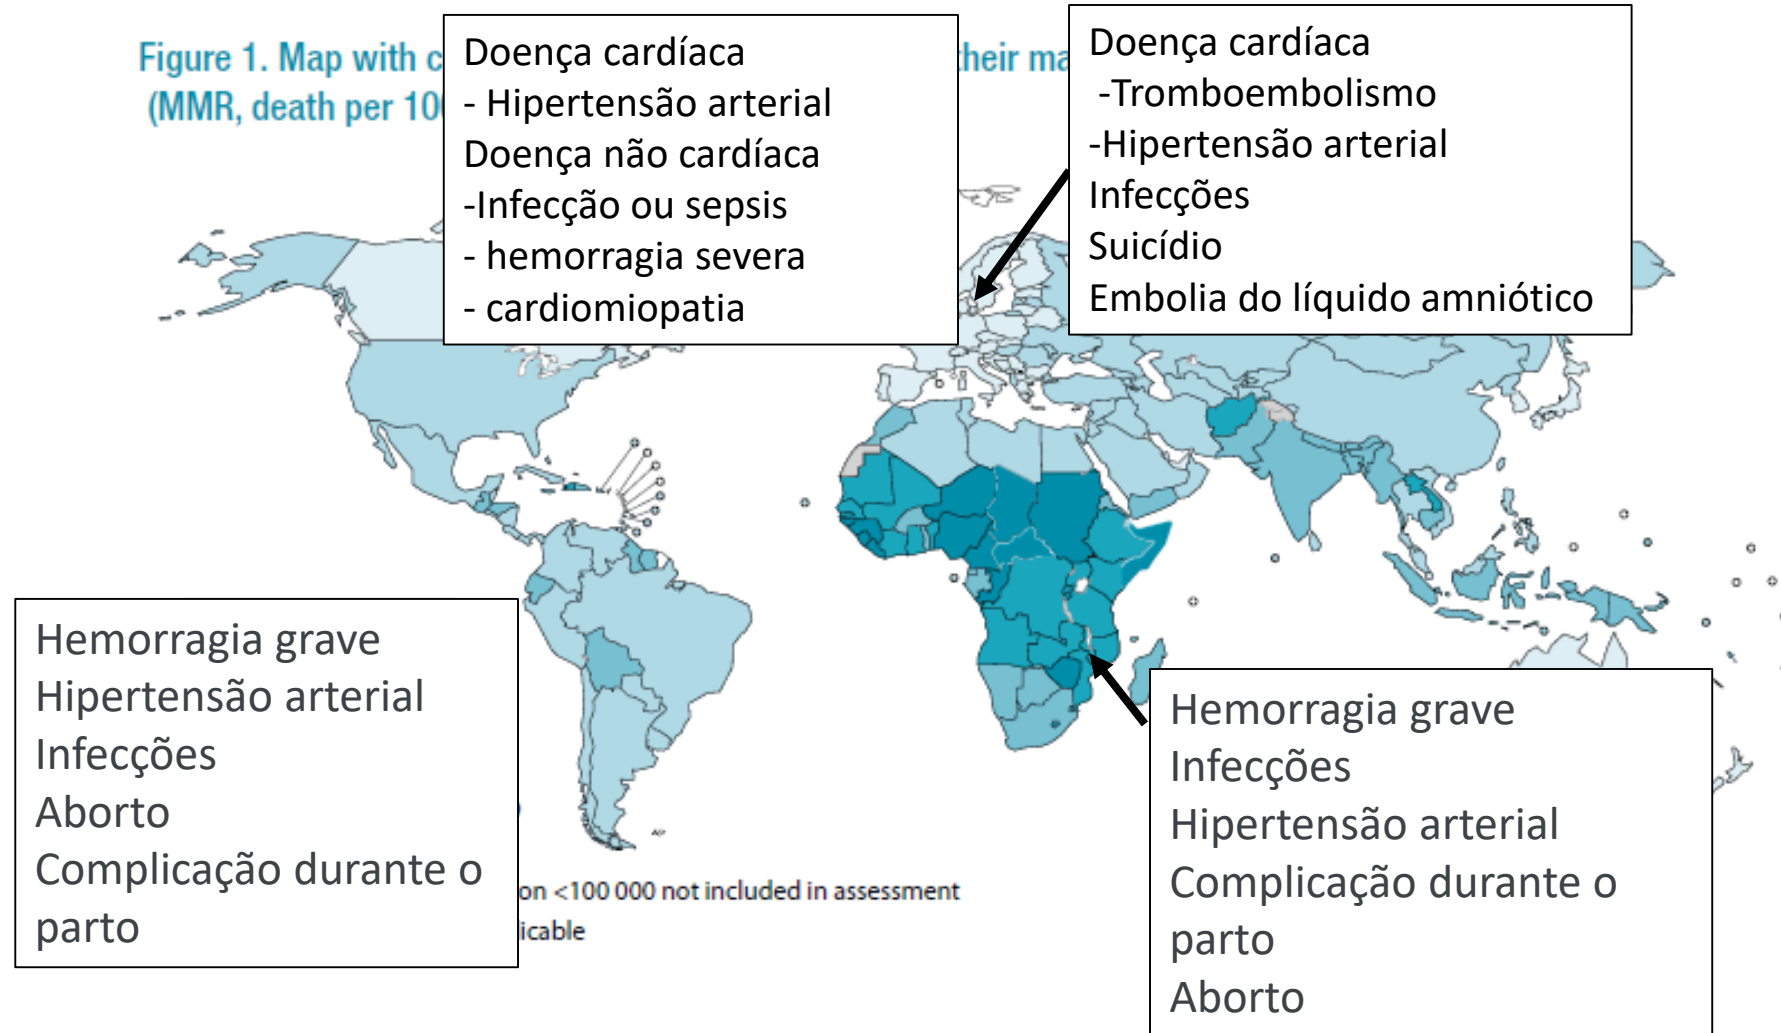 Figure 1. Map with c
heir ma
(MMR, death per 10
Doença cardíaca
- Hipertensão arterial
Doença não cardíaca
-Infecção ou sepsis
- hemorragia severa
- cardiomiopatia
Doença cardíaca
-Tromboembolismo
-Hipertensão arterial
Infecções
Suicídio
Embolia do líquido amniótico
Hemorragia grave
Hipertensão arterial
Infecções
Aborto
Complicação durante o
parto
Hemorragia grave
Infecções
Hipertensão arterial
Complicação durante o
parto
Aborto
on <100 000 not included in assessment
icable